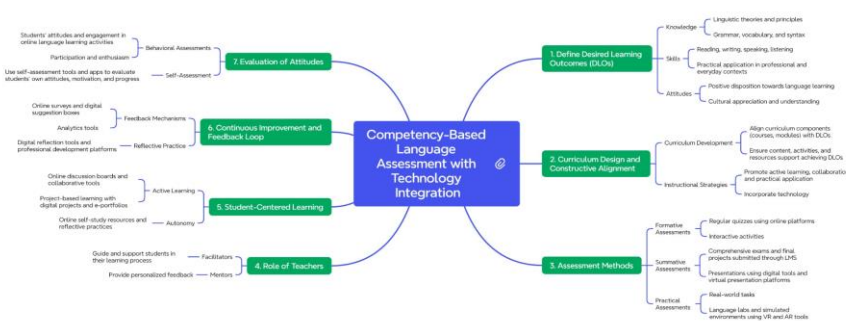 Competency-Based
Language
Assessment with
Technology
Integration
1. Define Desired Learning
Outcomes (DLOs)
Knowledge
Linguistic theories and principles
Grammar, vocabulary, and syntax
Skills
Reading, writing, speaking, listening
Practical application in professional and
everyday contexts
Attitudes
Positive disposition towards language learning
Cultural appreciation and understanding
2. Curriculum Design and
Constructive Alignment
Curriculum Development
Align curriculum components
(courses, modules) with DLOs
Ensure content, activities, and
resources support achieving DLOs
Instructional Strategies
Promote active learning, collaboratio
and practical application
Incorporate technology
3. Assessment Methods
Formative
Assessments
Regular quizzes using online platforms
Interactive activities
Summative
Assessments
Comprehensive exams and final
projects submitted through LMS
Presentations using digital tools and
virtual presentation platforms
Practical
Assessments
Real-world tasks
Language labs and simulated
environments using VR and AR tools
4. Role of Teachers
Facilitators
Guide and support students in
their learning process
Mentors
Provide personalized feedback
5. Student-Centered Learning
Active Learning
Online discussion boards and
collaborative tools
Project-based learning with
digital projects and e-portfolios
Autonomy
Online self-study resources and
reflective practices
6. Continuous Improvement and
Feedback Loop
Feedback Mechanisms
Online surveys and digital
suggestion boxes
Analytics tools
Reflective Practice
Digital reflection tools and
professional development platforms
7. Evaluation of Attitudes
Behavioral Assessments
Students' attitudes and engagement in
online language learning activities
Participation and enthusiasm
Self-Assessment
Use self-assessment tools and apps to evaluate
students' own attitudes, motivation, and progress